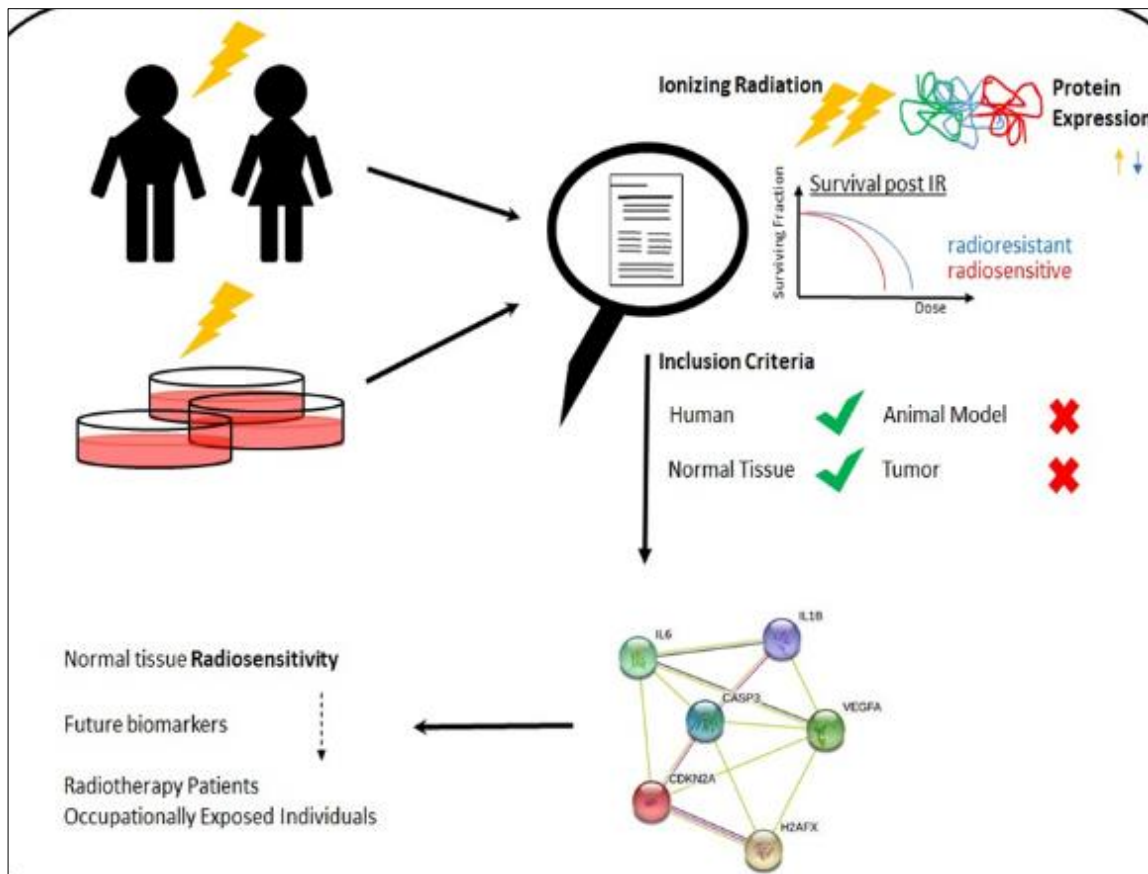 Ionizing Radiation
Protein
Expression
Survival post IR
Surviving Fraction
radioresistant
radiosensitive
Dose
Inclusion Criteria
Human
Animal Model
Normal Tissue
Tumor
IL1B
IL6
CASP3
VEGFA
CDKN2A
H2AFX
Normal tissue Radiosensitivity
Future biomarkers
Radiotherapy Patients
Occupationally Exposed Individuals